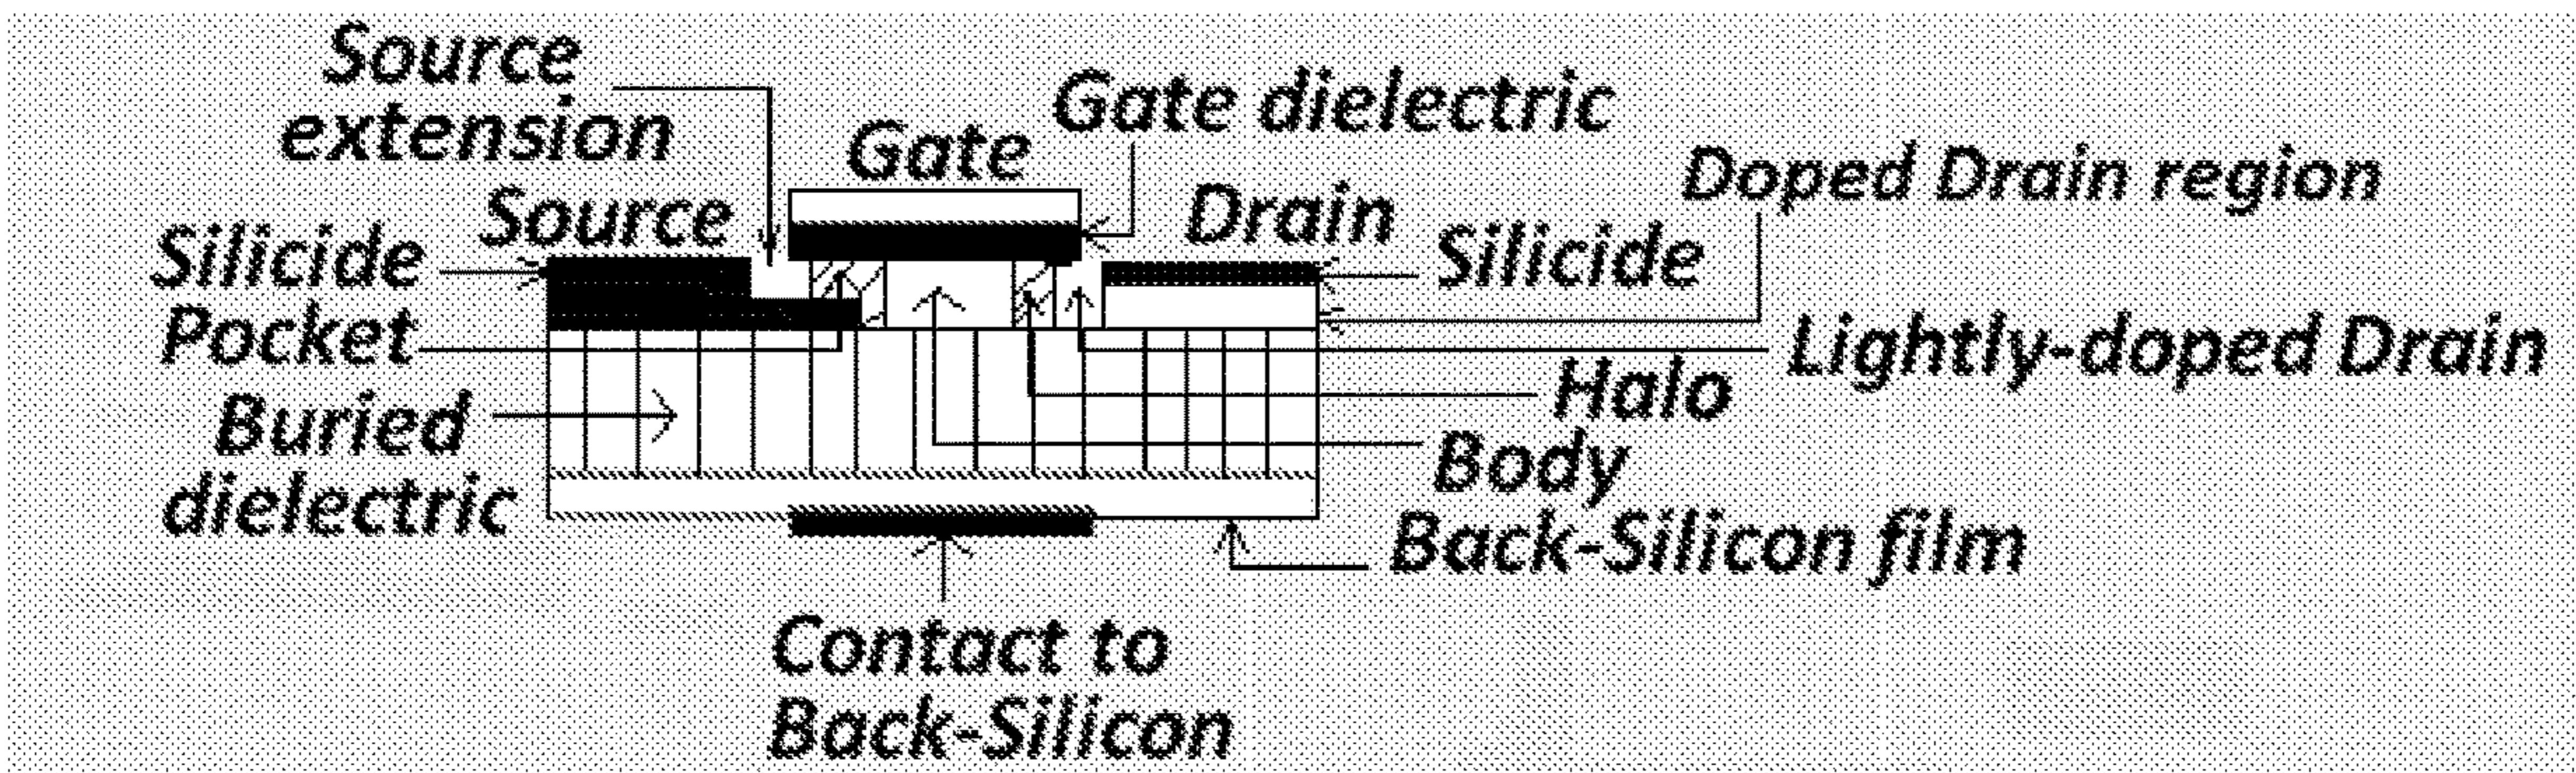 Source
extension
Gate dielectric
Gate
Doped Drain region
Source
Drain
Silicide
Silicide
Pocket
Lightly-doped Drain
Halo
Buried
dielectric
Body
Back-Silicon film
Contact to
Back-Silicon